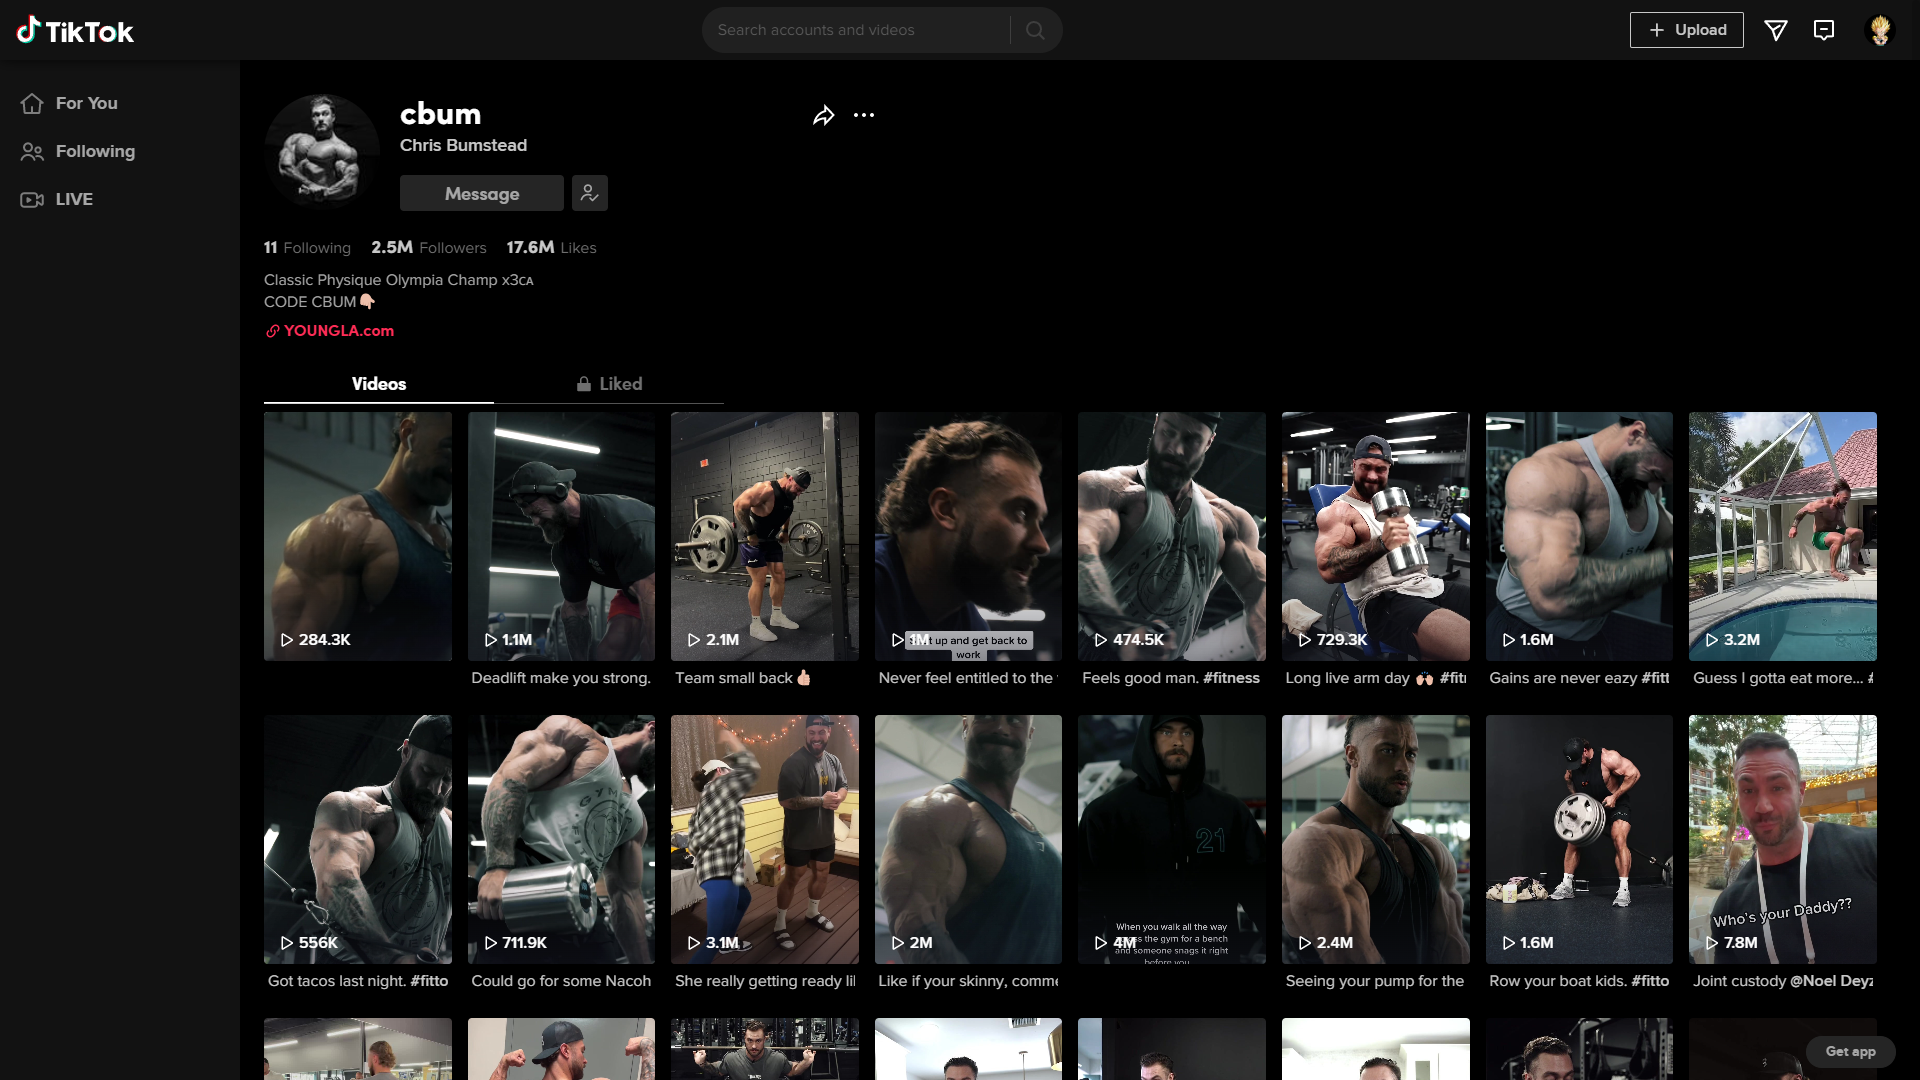 TikTok
Search accounts and videos
Upload
For You
Following
LIVE
cbum
Chris Bumstead
Message
11 Following 2.5M Followers 17.6M Likes
Classic Physique Olympia Champ x3ᴄᴀ
CODE CBUM👇🏻
YOUNGLA.com
Videos
Liked
284.3K
1.1M
2.1M
1M
up and get back to
work
474.5K
729.3K
1.6M
3.2M
Deadlift make you strong.
Team small back👍🏻
Never feel entitled to the
Feels good man. #fitness
Long live arm day 🙌🏻 #fit
Gains are never eazy #fitt
Guess I gotta eat more... #
556K
711.9K
3.1M
2M
21
When you walk all the way
the gym for a bench
and someone snags it right
before you
4M
2.4M
1.6M
Who's your Daddy??
7.8M
Got tacos last night. #fitto
Could go for some Nacoh
She really getting ready li
Like if your skinny, comme
Seeing your pump for the
Row your boat kids. #fitto
Joint custody @Noel Deyz
Get app